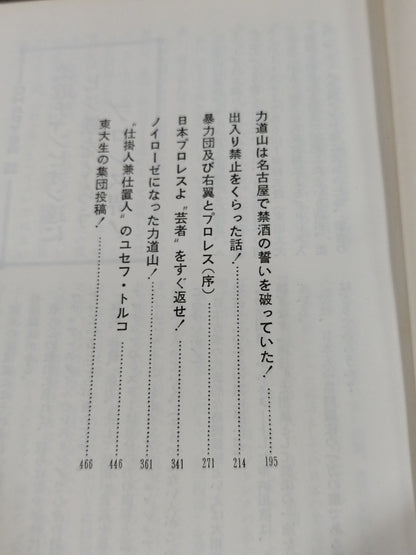 力道山は名古屋で禁酒の誓いを破っていた! 195
出入り禁止をくらった話! 214
暴力団及び右翼とプロレス(序) 271
日本プロレスよ“芸者”をすぐ返せ! 341
ノイローゼになった力道山! 361
“仕掛人兼仕置人”のユセフ・トルコ 446
東大生の集団投稿! 466